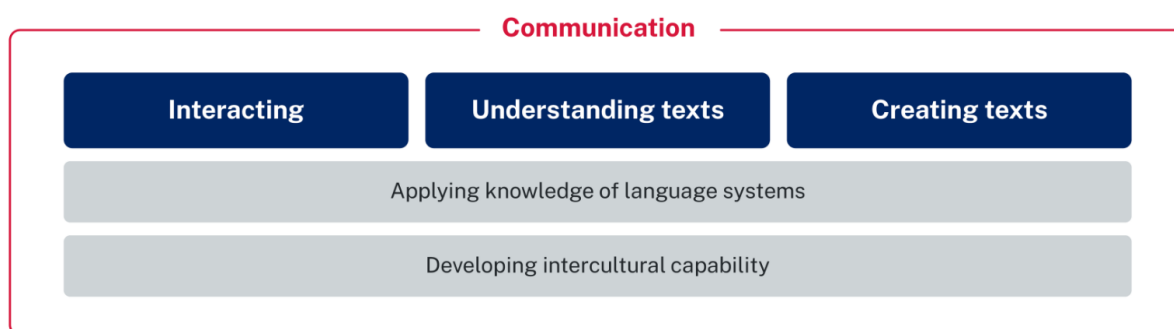 Communication
Interacting
Understanding texts
Creating texts
Applying knowledge of language systems
Developing intercultural capability